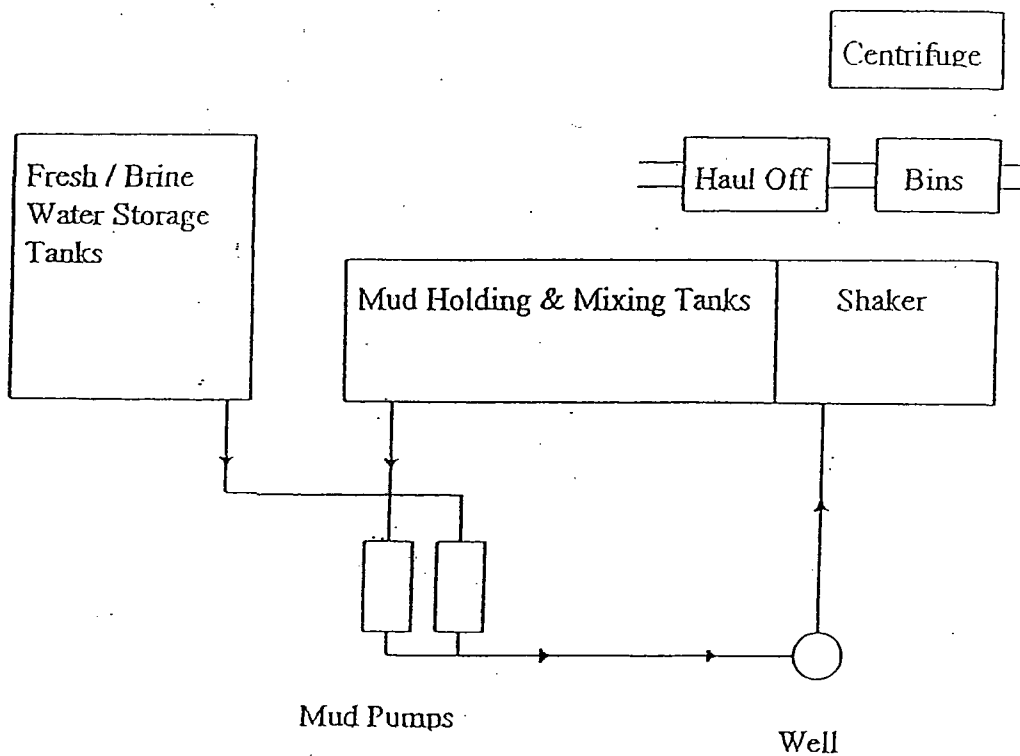 Centrifuge
Fresh / Brine
Water Storage
Tanks
Haul Off
Bins
Mud Holding & Mixing Tanks
Shaker
Mud Pumps
Well